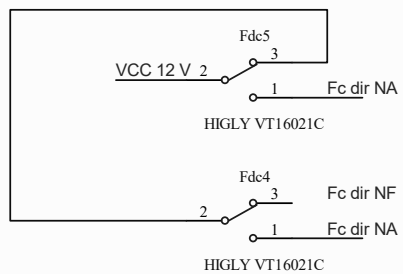 Fdc5
3
VCC 12 V 2
1 Fc dir NA
HIGLY VT16021C
Fdc4
3 Fc dir NF
2
1 Fc dir NA
HIGLY VT16021C